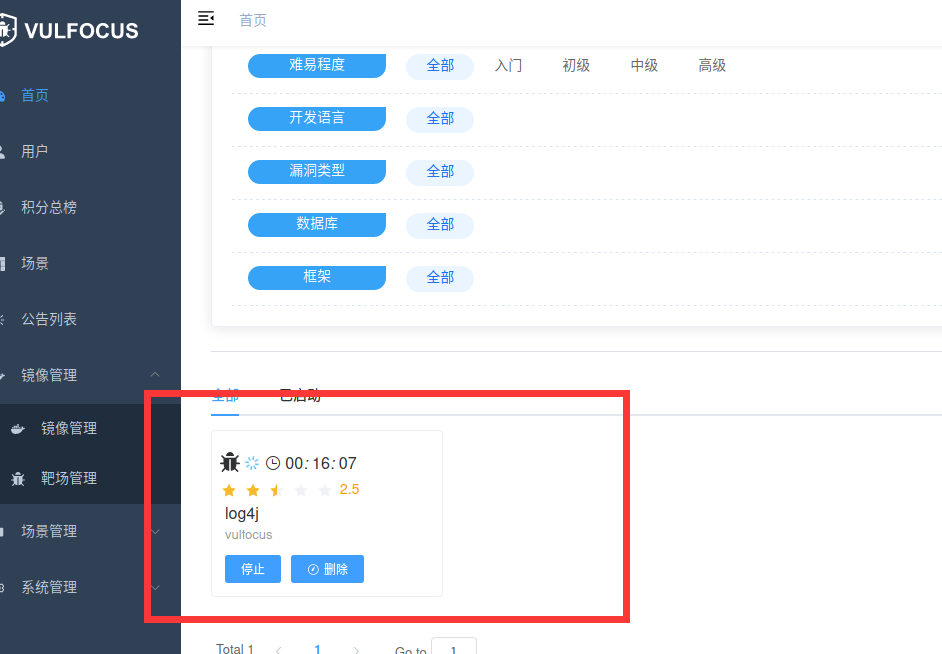 VULFOCUS
首页
首页
用户
积分总榜
场景
公告列表
镜像管理
镜像管理
靶场管理
场景管理
系统管理
难易程度 全部 入门 初级 中级 高级
开发语言 全部
漏洞类型 全部
数据库 全部
框架 全部
全部 已启动
00:16:07
2.5
log4j
vulfocus
停止 删除
Total 1 1 Go to 1